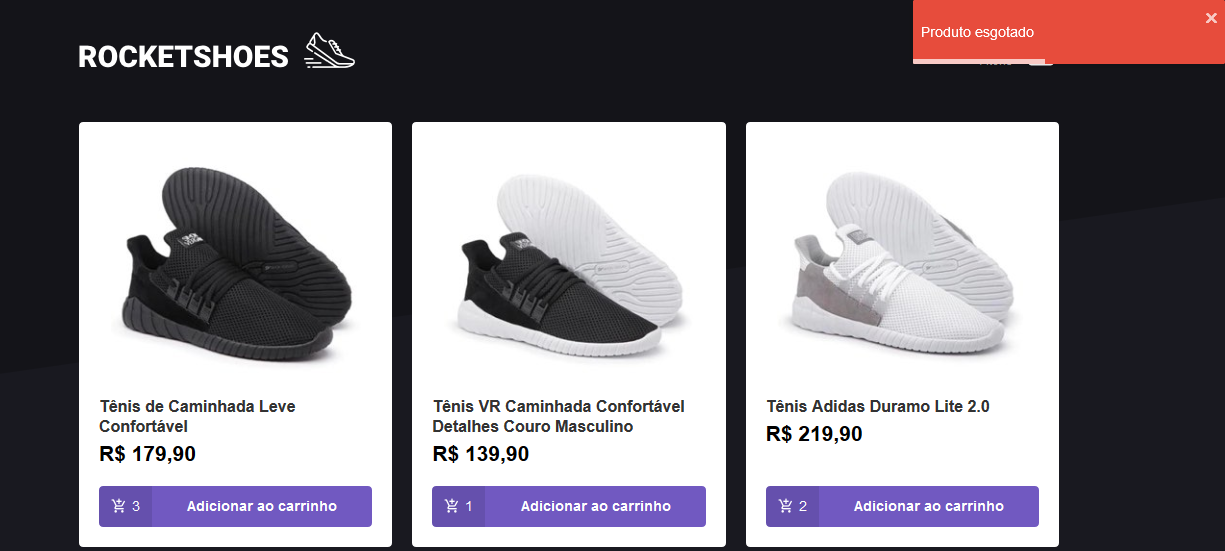 Produto esgotado
ROCKETSHOES
Tênis de Caminhada Leve
Confortável
R$ 179,90
3 Adicionar ao carrinho
Tênis VR Caminhada Confortável
Detalhes Couro Masculino
R$ 139,90
1 Adicionar ao carrinho
Tênis Adidas Duramo Lite 2.0
R$ 219,90
2 Adicionar ao carrinho